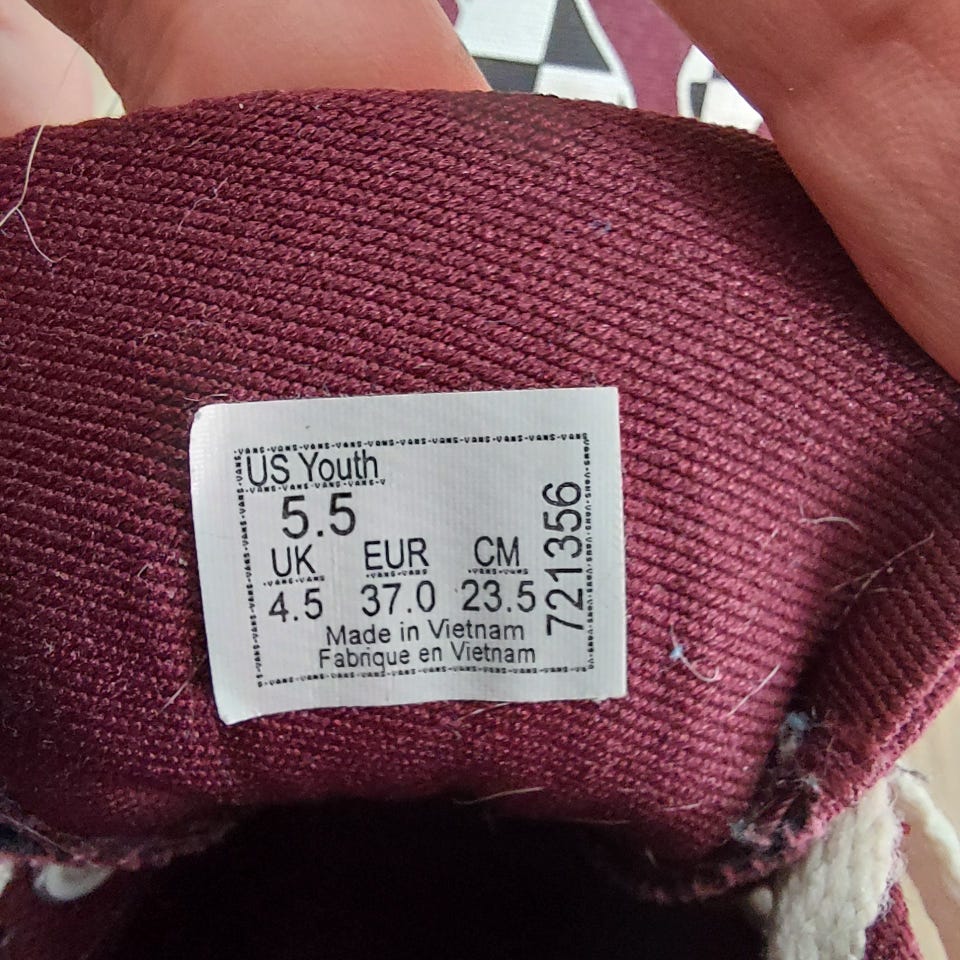 US Youth
5.5
UK EUR CM
4.5 37.0 23.5
Made in Vietnam
Fabrique en Vietnam
721356